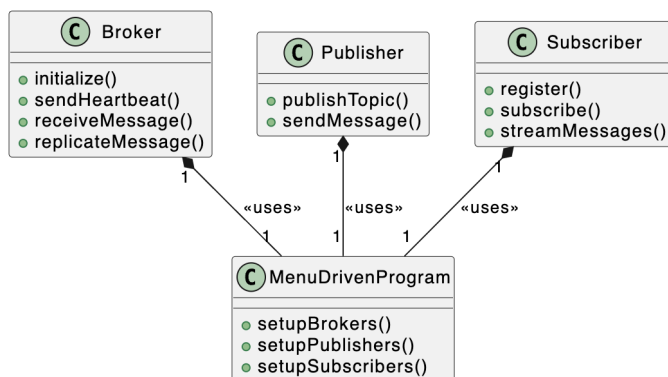 C Broker
initialize()
sendHeartbeat()
receiveMessage()
replicateMessage()
C Publisher
publishTopic()
sendMessage()
C Subscriber
register()
subscribe()
streamMessages()
1
1
1
«uses»
«uses»
«uses»
1
1
1
C MenuDrivenProgram
setupBrokers()
setupPublishers()
setupSubscribers()